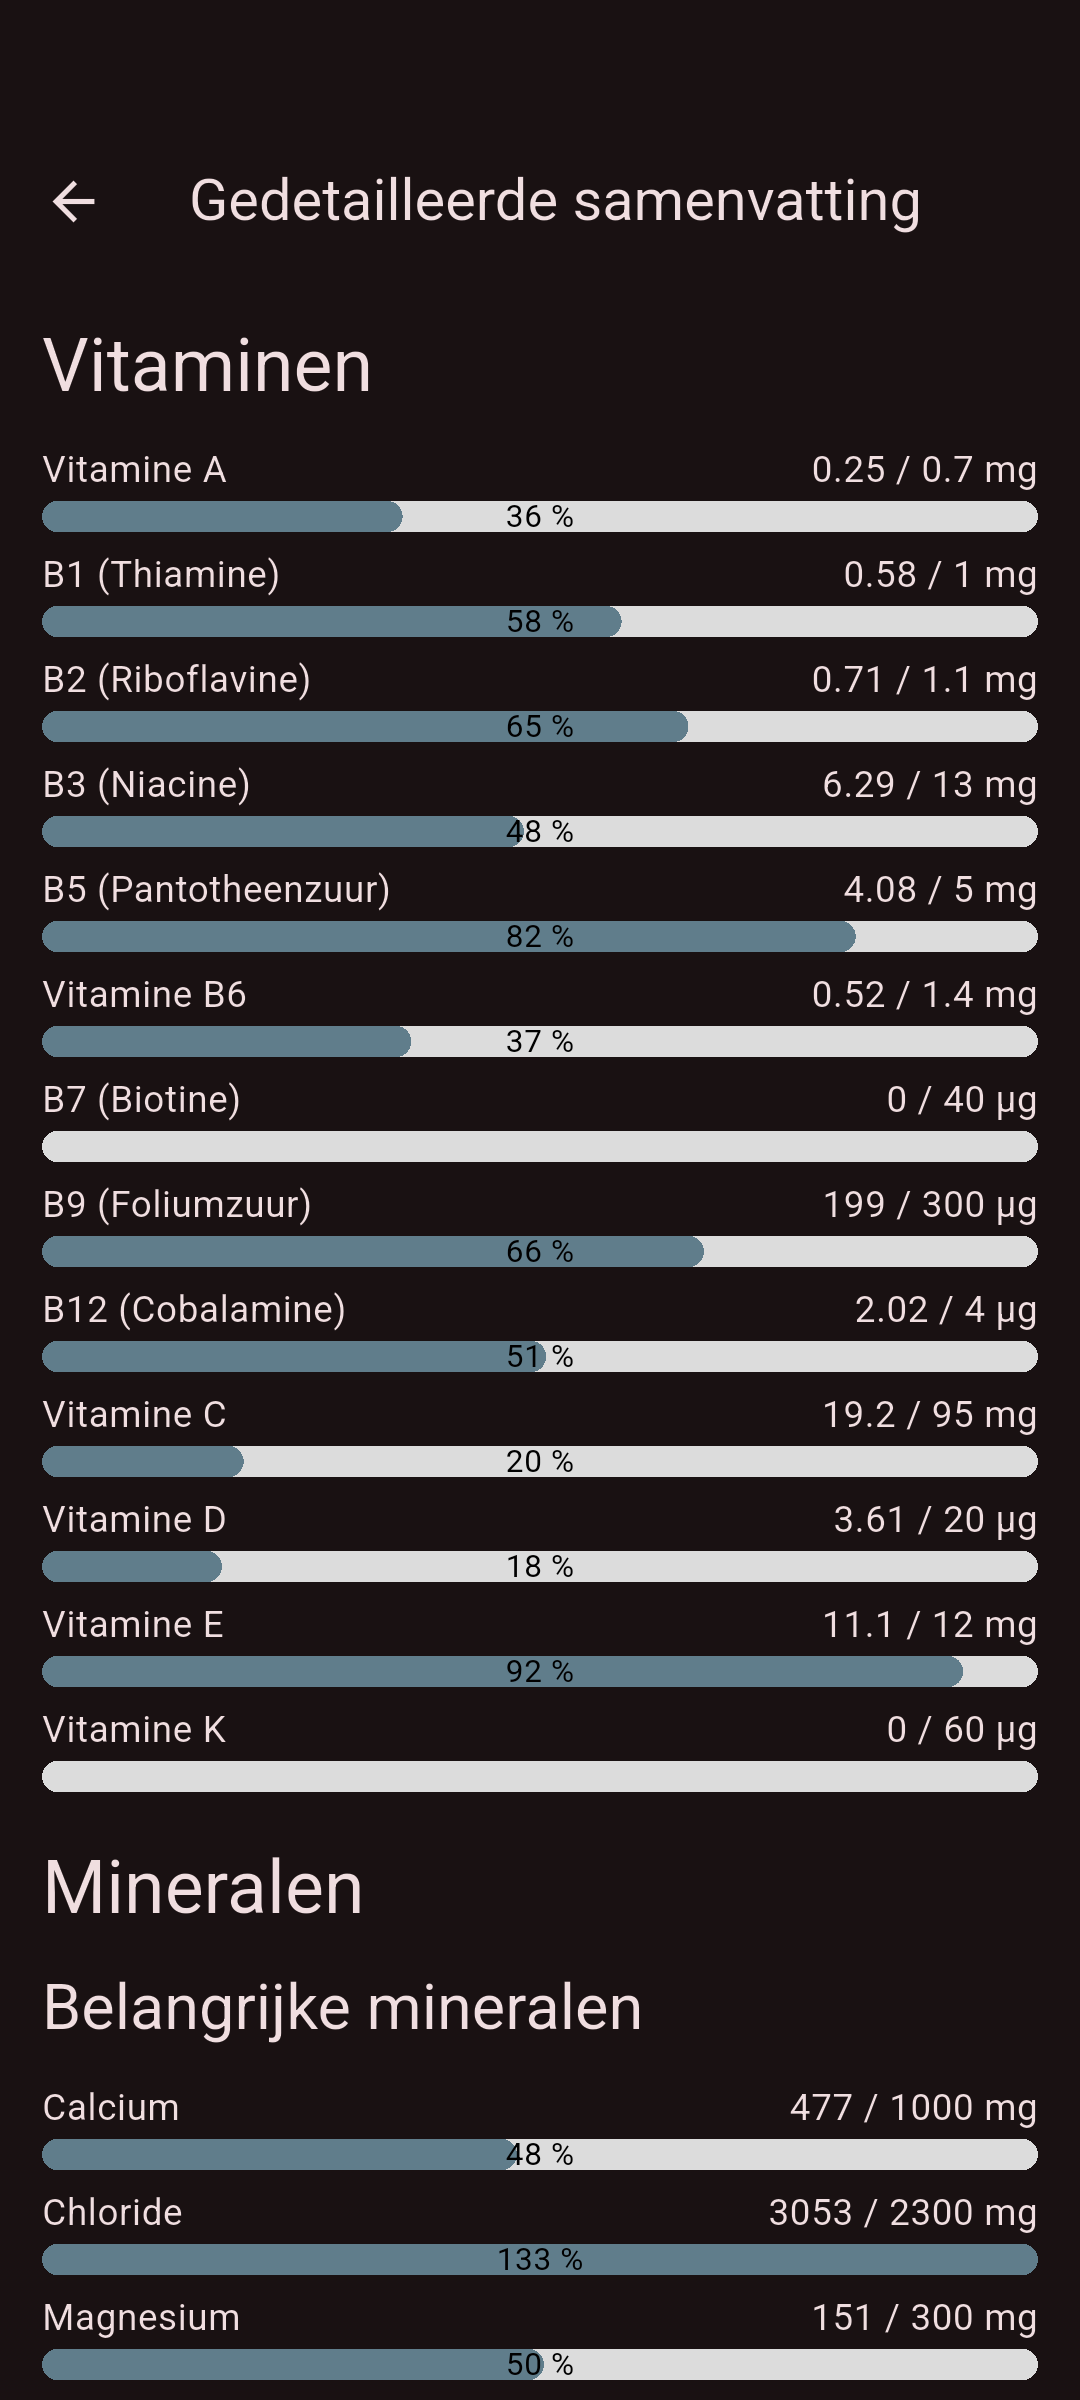 Gedetailleerde samenvatting
Vitaminen
Vitamine A 0.25 / 0.7 mg
36 %
B1 (Thiamine) 0.58 / 1 mg
58 %
B2 (Riboflavine) 0.71 / 1.1 mg
65 %
B3 (Niacine) 6.29 / 13 mg
48 %
B5 (Pantotheenzuur) 4.08 / 5 mg
82 %
Vitamine B6 0.52 / 1.4 mg
37 %
B7 (Biotine) 0 / 40 µg
B9 (Foliumzuur) 199 / 300 µg
66 %
B12 (Cobalamine) 2.02 / 4 µg
51 %
Vitamine C 19.2 / 95 mg
20 %
Vitamine D 3.61 / 20 µg
18 %
Vitamine E 11.1 / 12 mg
92 %
Vitamine K 0 / 60 µg
Mineralen
Belangrijke mineralen
Calcium 477 / 1000 mg
48 %
Chloride 3053 / 2300 mg
133 %
Magnesium 151 / 300 mg
50 %